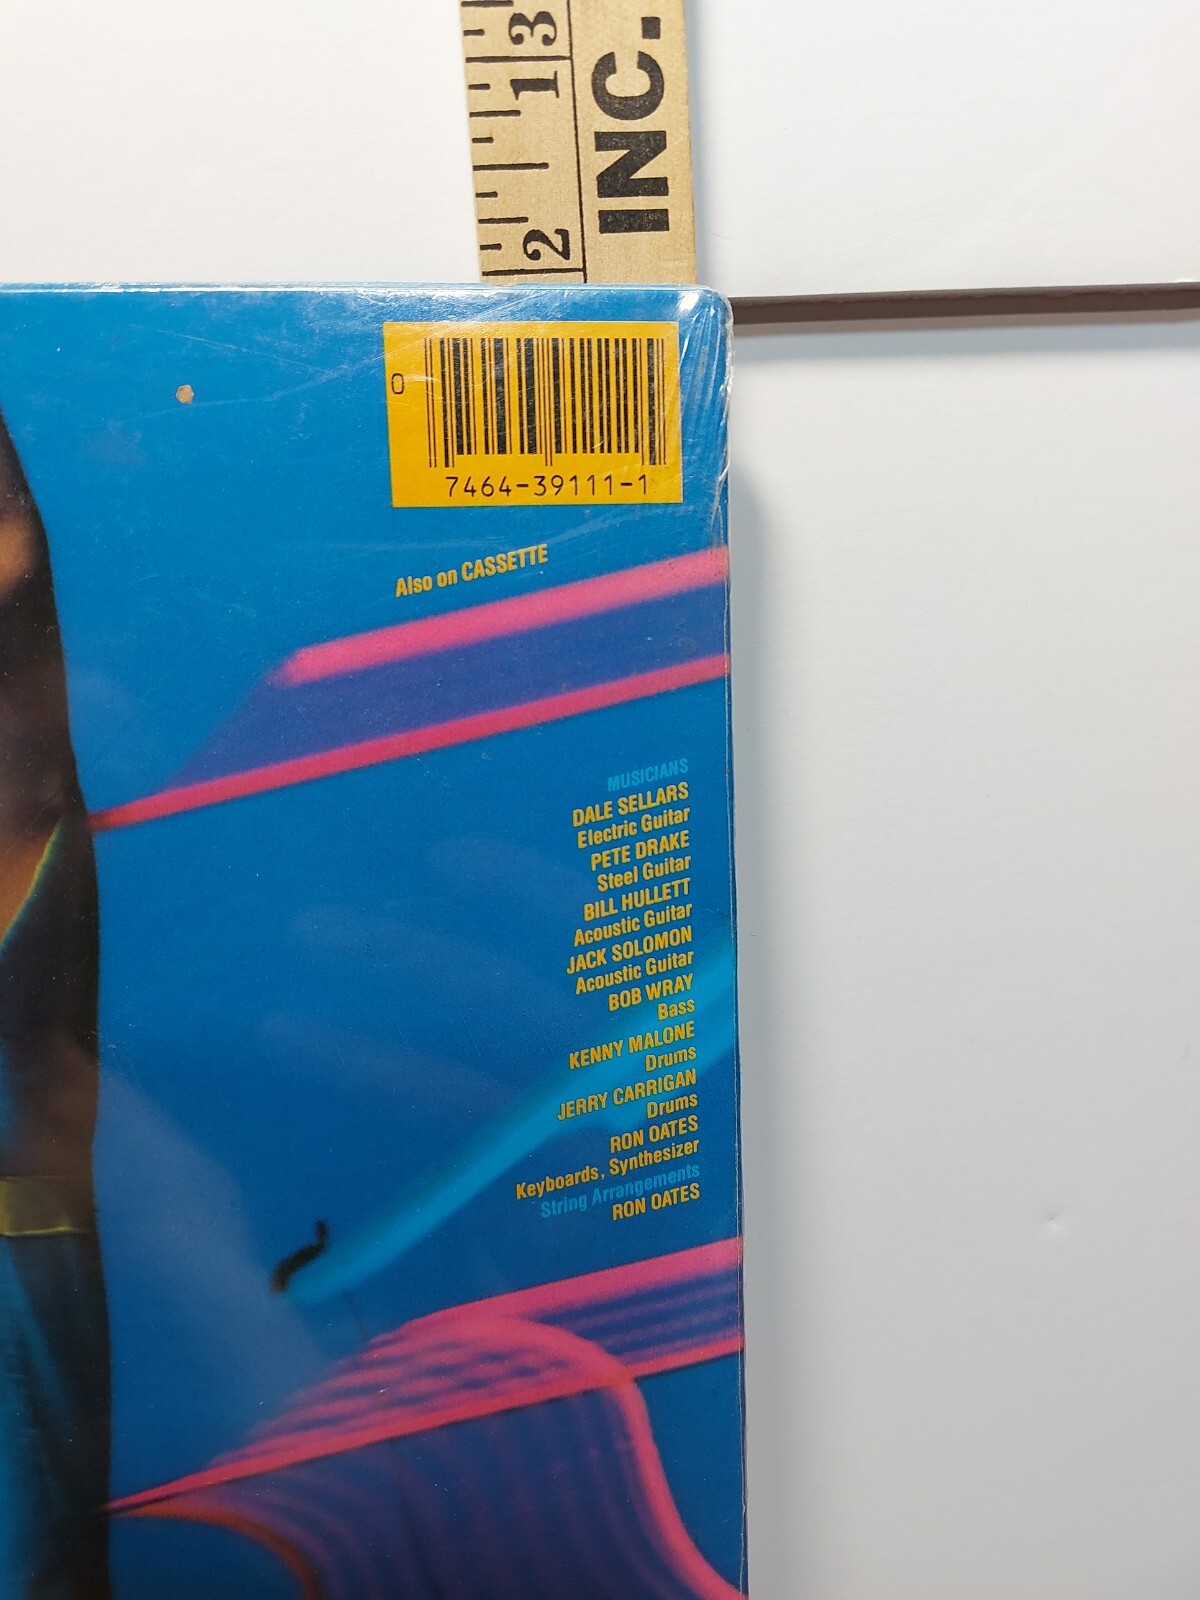 3
1
2
INC.
0
7464-39111-1
Also on CASSETTE
MUSICIANS
DALE SELLARS
Electric Guitar
PETE DRAKE
Steel Guitar
BILL HULLETT
Acoustic Guitar
JACK SOLOMON
Acoustic Guitar
BOB WRAY
Bass
KENNY MALONE
Drums
JERRY CARRIGAN
Drums
RON OATES
Keyboards, Synthesizer
String Arrangements
RON OATES